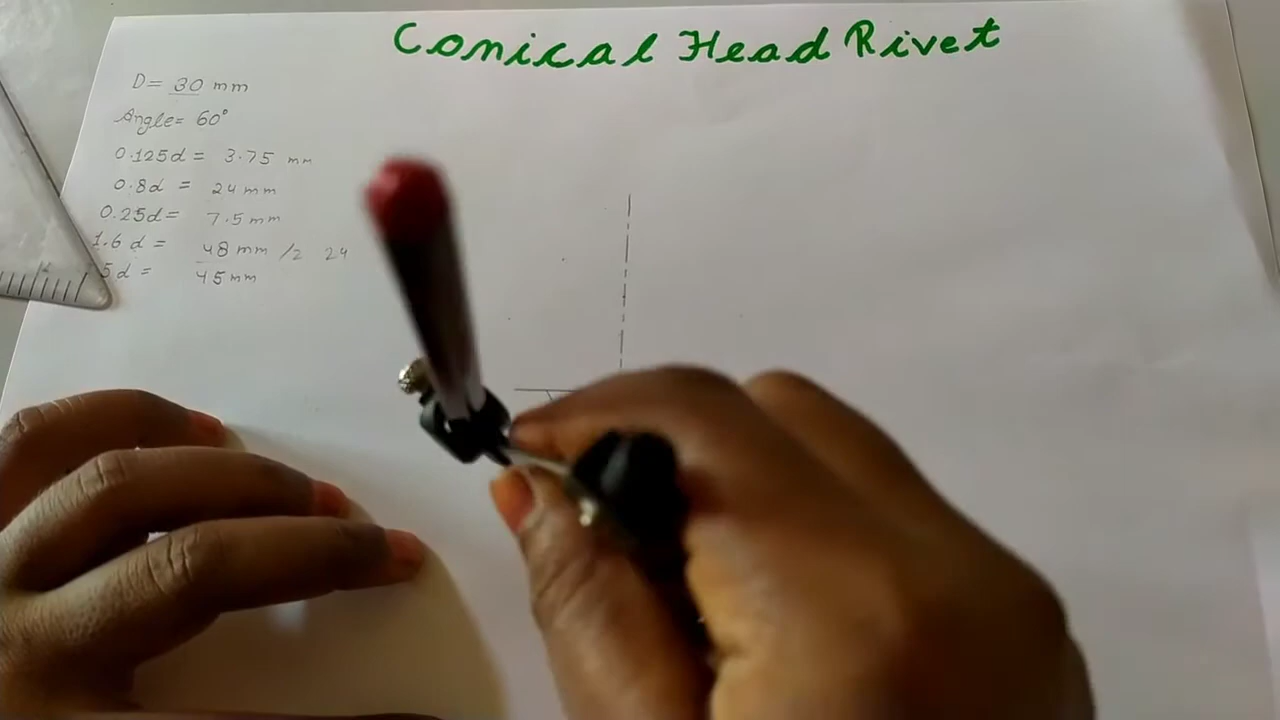 Conical Head Rivet
D= 30 mm
Angle= 60°
0.125d = 3.75 mm
0.8d = 24 mm
0.25d= 7.5 mm
1.6 d = 48 mm /2 24
5 d = 45 mm